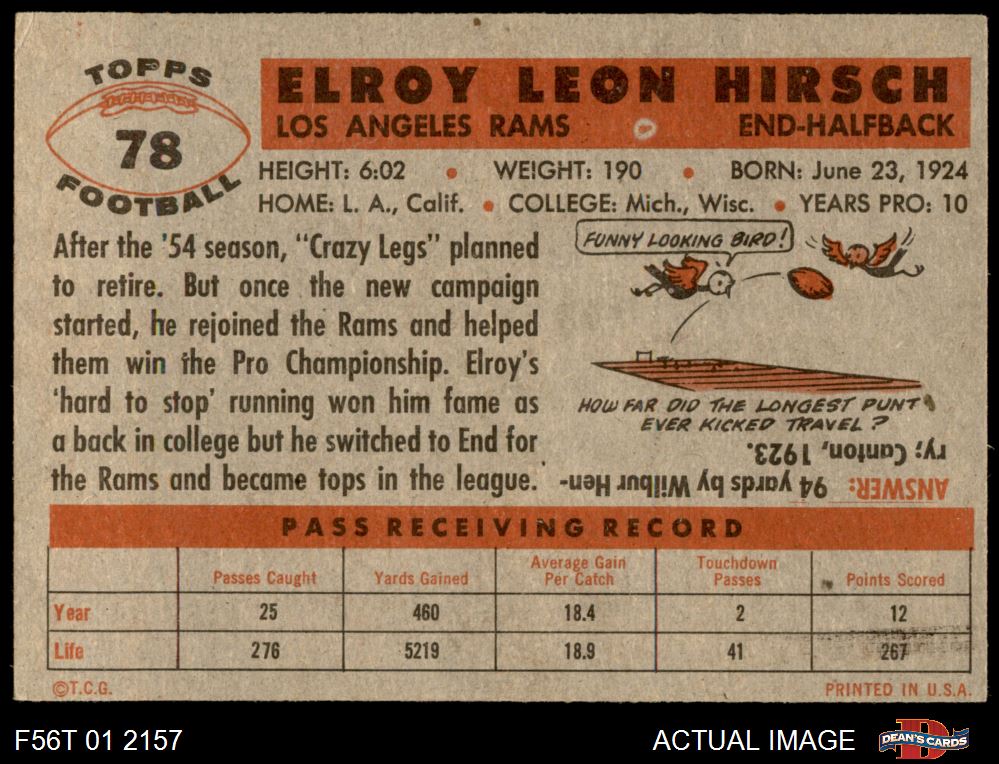 TOPPS
78
FOOTBALL
ELROY LEON HIRSCH
LOS ANGELES RAMS END-HALFBACK
HEIGHT: 6:02 • WEIGHT: 190 • BORN: June 23, 1924
HOME: L. A., Calif. • COLLEGE: Mich., Wisc. • YEARS PRO: 10
After the '54 season, "Crazy Legs" planned
to retire. But once the new campaign
started, he rejoined the Rams and helped
them win the Pro Championship. Elroy's
'hard to stop' running won him fame as
a back in college but he switched to End for
the Rams and became tops in the league.
FUNNY LOOKING BIRD!
HOW FAR DID THE LONGEST PUNT
EVER KICKED TRAVEL?
ANSWER: 94 yards by Wilbur Hen-
ry; Canton, 1923.
PASS RECEIVING RECORD
Passes Caught Yards Gained Average Gain Per Catch Touchdown Passes Points Scored
Year 25 460 18.4 2 12
Life 276 5219 18.9 41 267
©T.C.G. PRINTED IN U.S.A.
F56T 01 2157 ACTUAL IMAGE DEAN'S CARDS